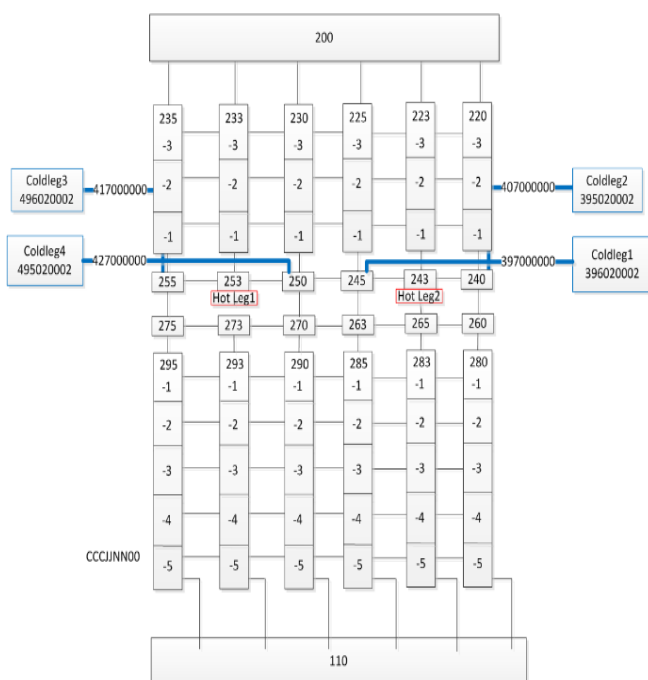 200
235 233 230 225 223 220
-3 -3 -3 -3 -3 -3
Coldleg3
496020002
417000000
-2 -2 -2 -2 -2 -2
407000000
Coldleg2
395020002
-1 -1 -1 -1 -1 -1
Coldleg4
495020002
427000000
397000000
Coldleg1
396020002
255 253 250 245 243 240
Hot Leg1 Hot Leg2
275 273 270 263 265 260
295 293 290 285 283 280
-1 -1 -1 -1 -1 -1
-2 -2 -2 -2 -2 -2
-3 -3 -3 -3 -3 -3
-4 -4 -4 -4 -4 -4
CCCJJNN00
-5 -5 -5 -5 -5 -5
110